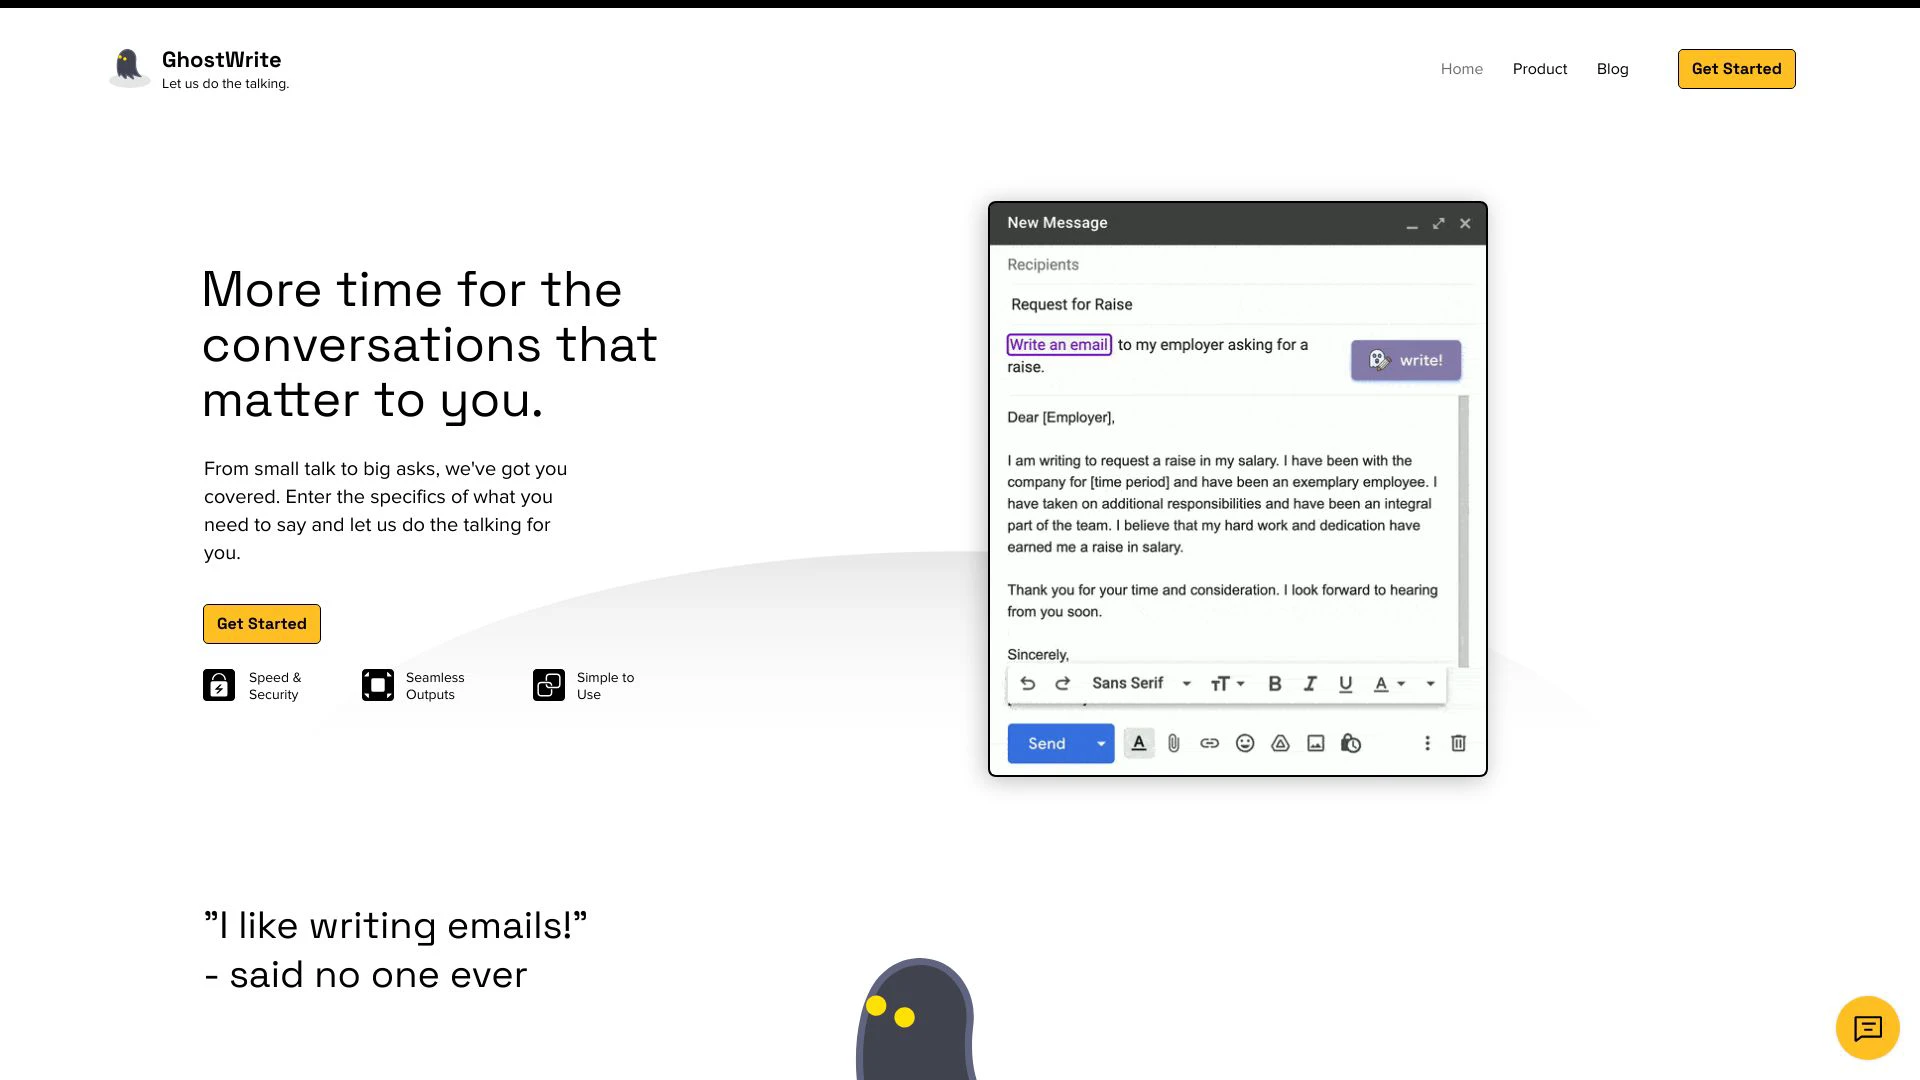 GhostWrite
Let us do the talking.
Home
Product
Blog
Get Started
More time for the
conversations that
matter to you.
From small talk to big asks, we've got you
covered. Enter the specifics of what you
need to say and let us do the talking for
you.
Get Started
Speed &
Security
Seamless
Outputs
Simple to
Use
New Message
Recipients
Request for Raise
Write an email to my employer asking for a
raise.
write!
Dear [Employer],
I am writing to request a raise in my salary. I have been with the
company for [time period] and have been an exemplary employee. I
have taken on additional responsibilities and have been an integral
part of the team. I believe that my hard work and dedication have
earned me a raise in salary.
Thank you for your time and consideration. I look forward to hearing
from you soon.
Sincerely,
Sans Serif
Send
”I like writing emails!”
- said no one ever